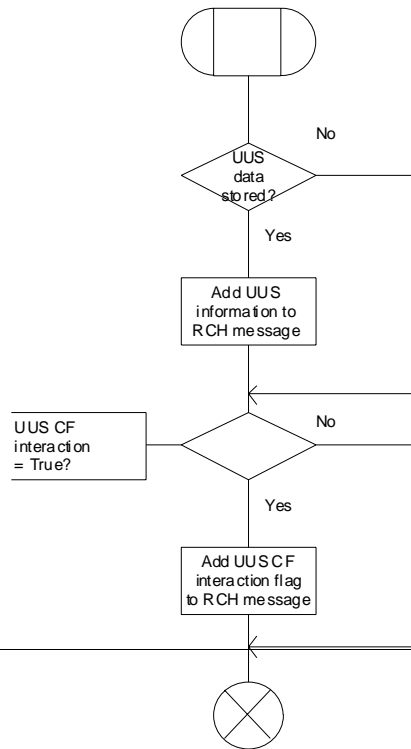 No
UUS
data
stored?
Yes
Add UUS
information to
RCH message
UUS CF
interaction
= True?
No
Yes
Add UUS CF
interaction flag
to RCH message